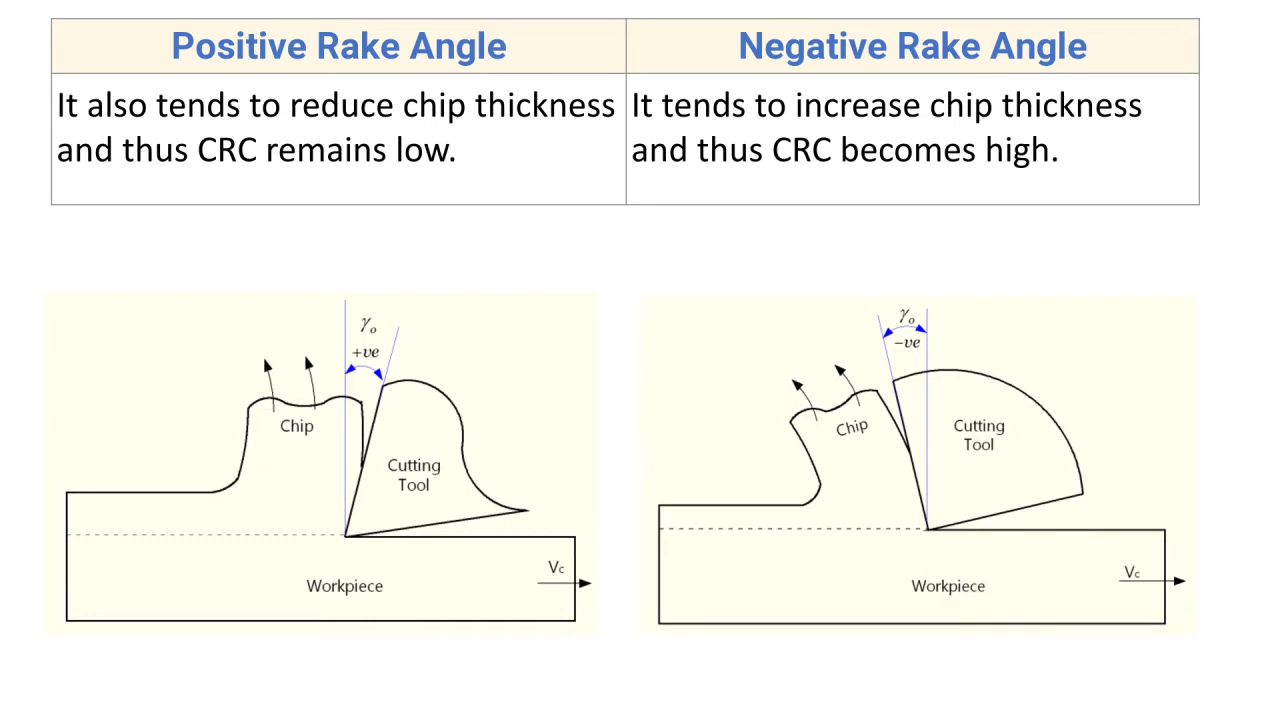 Positive Rake Angle
Negative Rake Angle
It also tends to reduce chip thickness
and thus CRC remains low.
It tends to increase chip thickness
and thus CRC becomes high.
γo
+ve
Chip
Cutting
Tool
Vc
Workpiece
γo
−ve
Chip
Cutting
Tool
Vc
Workpiece